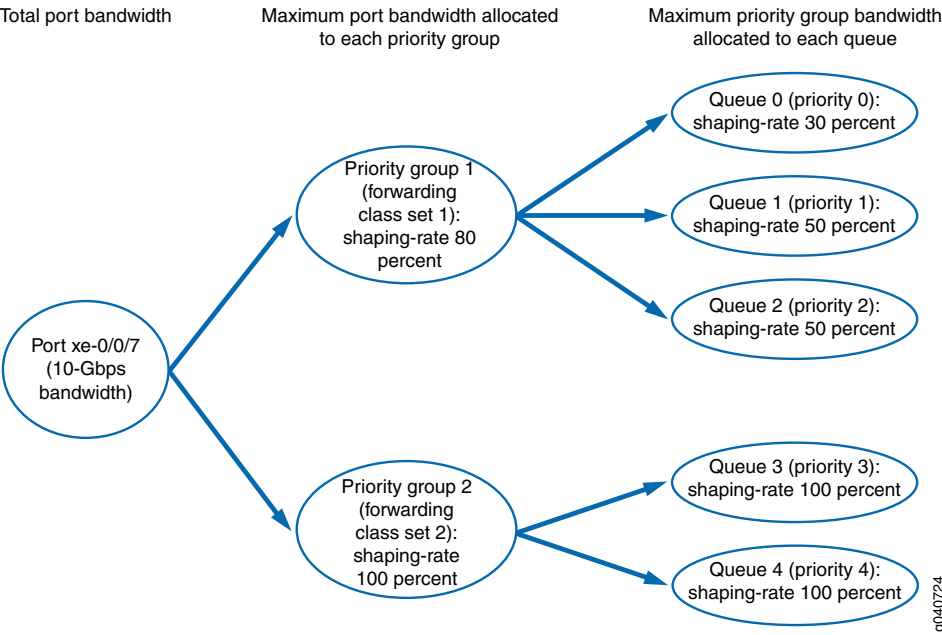 Total port bandwidth
Maximum port bandwidth allocated
to each priority group
Maximum priority group bandwidth
allocated to each queue
Port xe-0/0/7
(10-Gbps
bandwidth)
Priority group 1
(forwarding
class set 1):
shaping-rate 80
percent
Priority group 2
(forwarding
class set 2):
shaping-rate
100 percent
Queue 0 (priority 0):
shaping-rate 30 percent
Queue 1 (priority 1):
shaping-rate 50 percent
Queue 2 (priority 2):
shaping-rate 50 percent
Queue 3 (priority 3):
shaping-rate 100 percent
Queue 4 (priority 4):
shaping-rate 100 percent
g040724